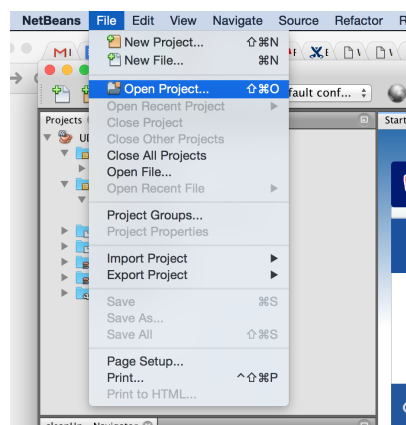 NetBeans File Edit View Navigate Source Refactor
New Project... ⇧⌘N
New File... ⌘N
Open Project... ⇧⌘O
Open Recent Project ▶
Close Project
Close Other Projects
Close All Projects
Open File...
Open Recent File ▶
Project Groups...
Project Properties
Import Project ▶
Export Project ▶
Save ⌘S
Save As...
Save All ⇧⌘S
Page Setup...
Print... ^⇧⌘P
Print to HTML...
fault conf...
Projects
Start